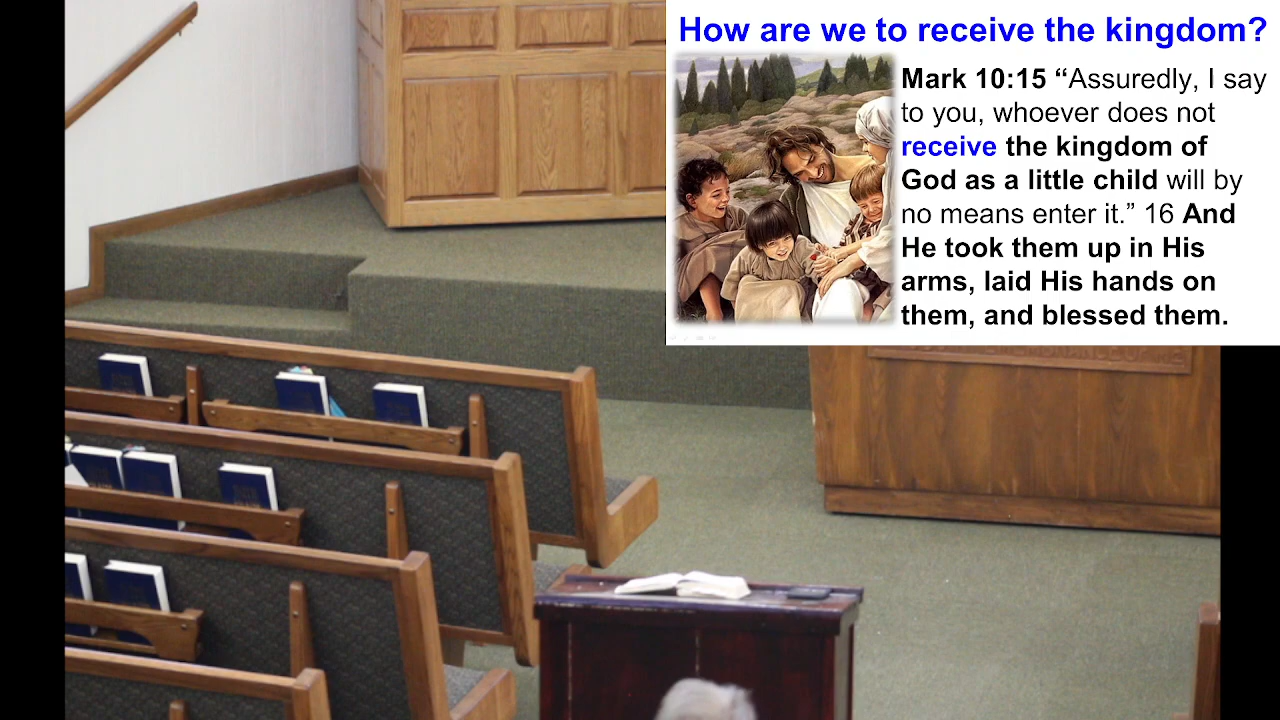 How are we to receive the kingdom?
Mark 10:15 “Assuredly, I say
to you, whoever does not
receive the kingdom of
God as a little child will by
no means enter it.” 16 And
He took them up in His
arms, laid His hands on
them, and blessed them.